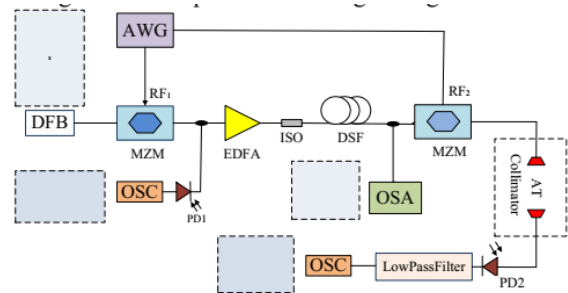 AWG
RF₁
RF₂
DFB
MZM
EDFA
ISO
DSF
MZM
AT
Collimator
OSC
PD1
OSA
OSC
LowPassFilter
PD2